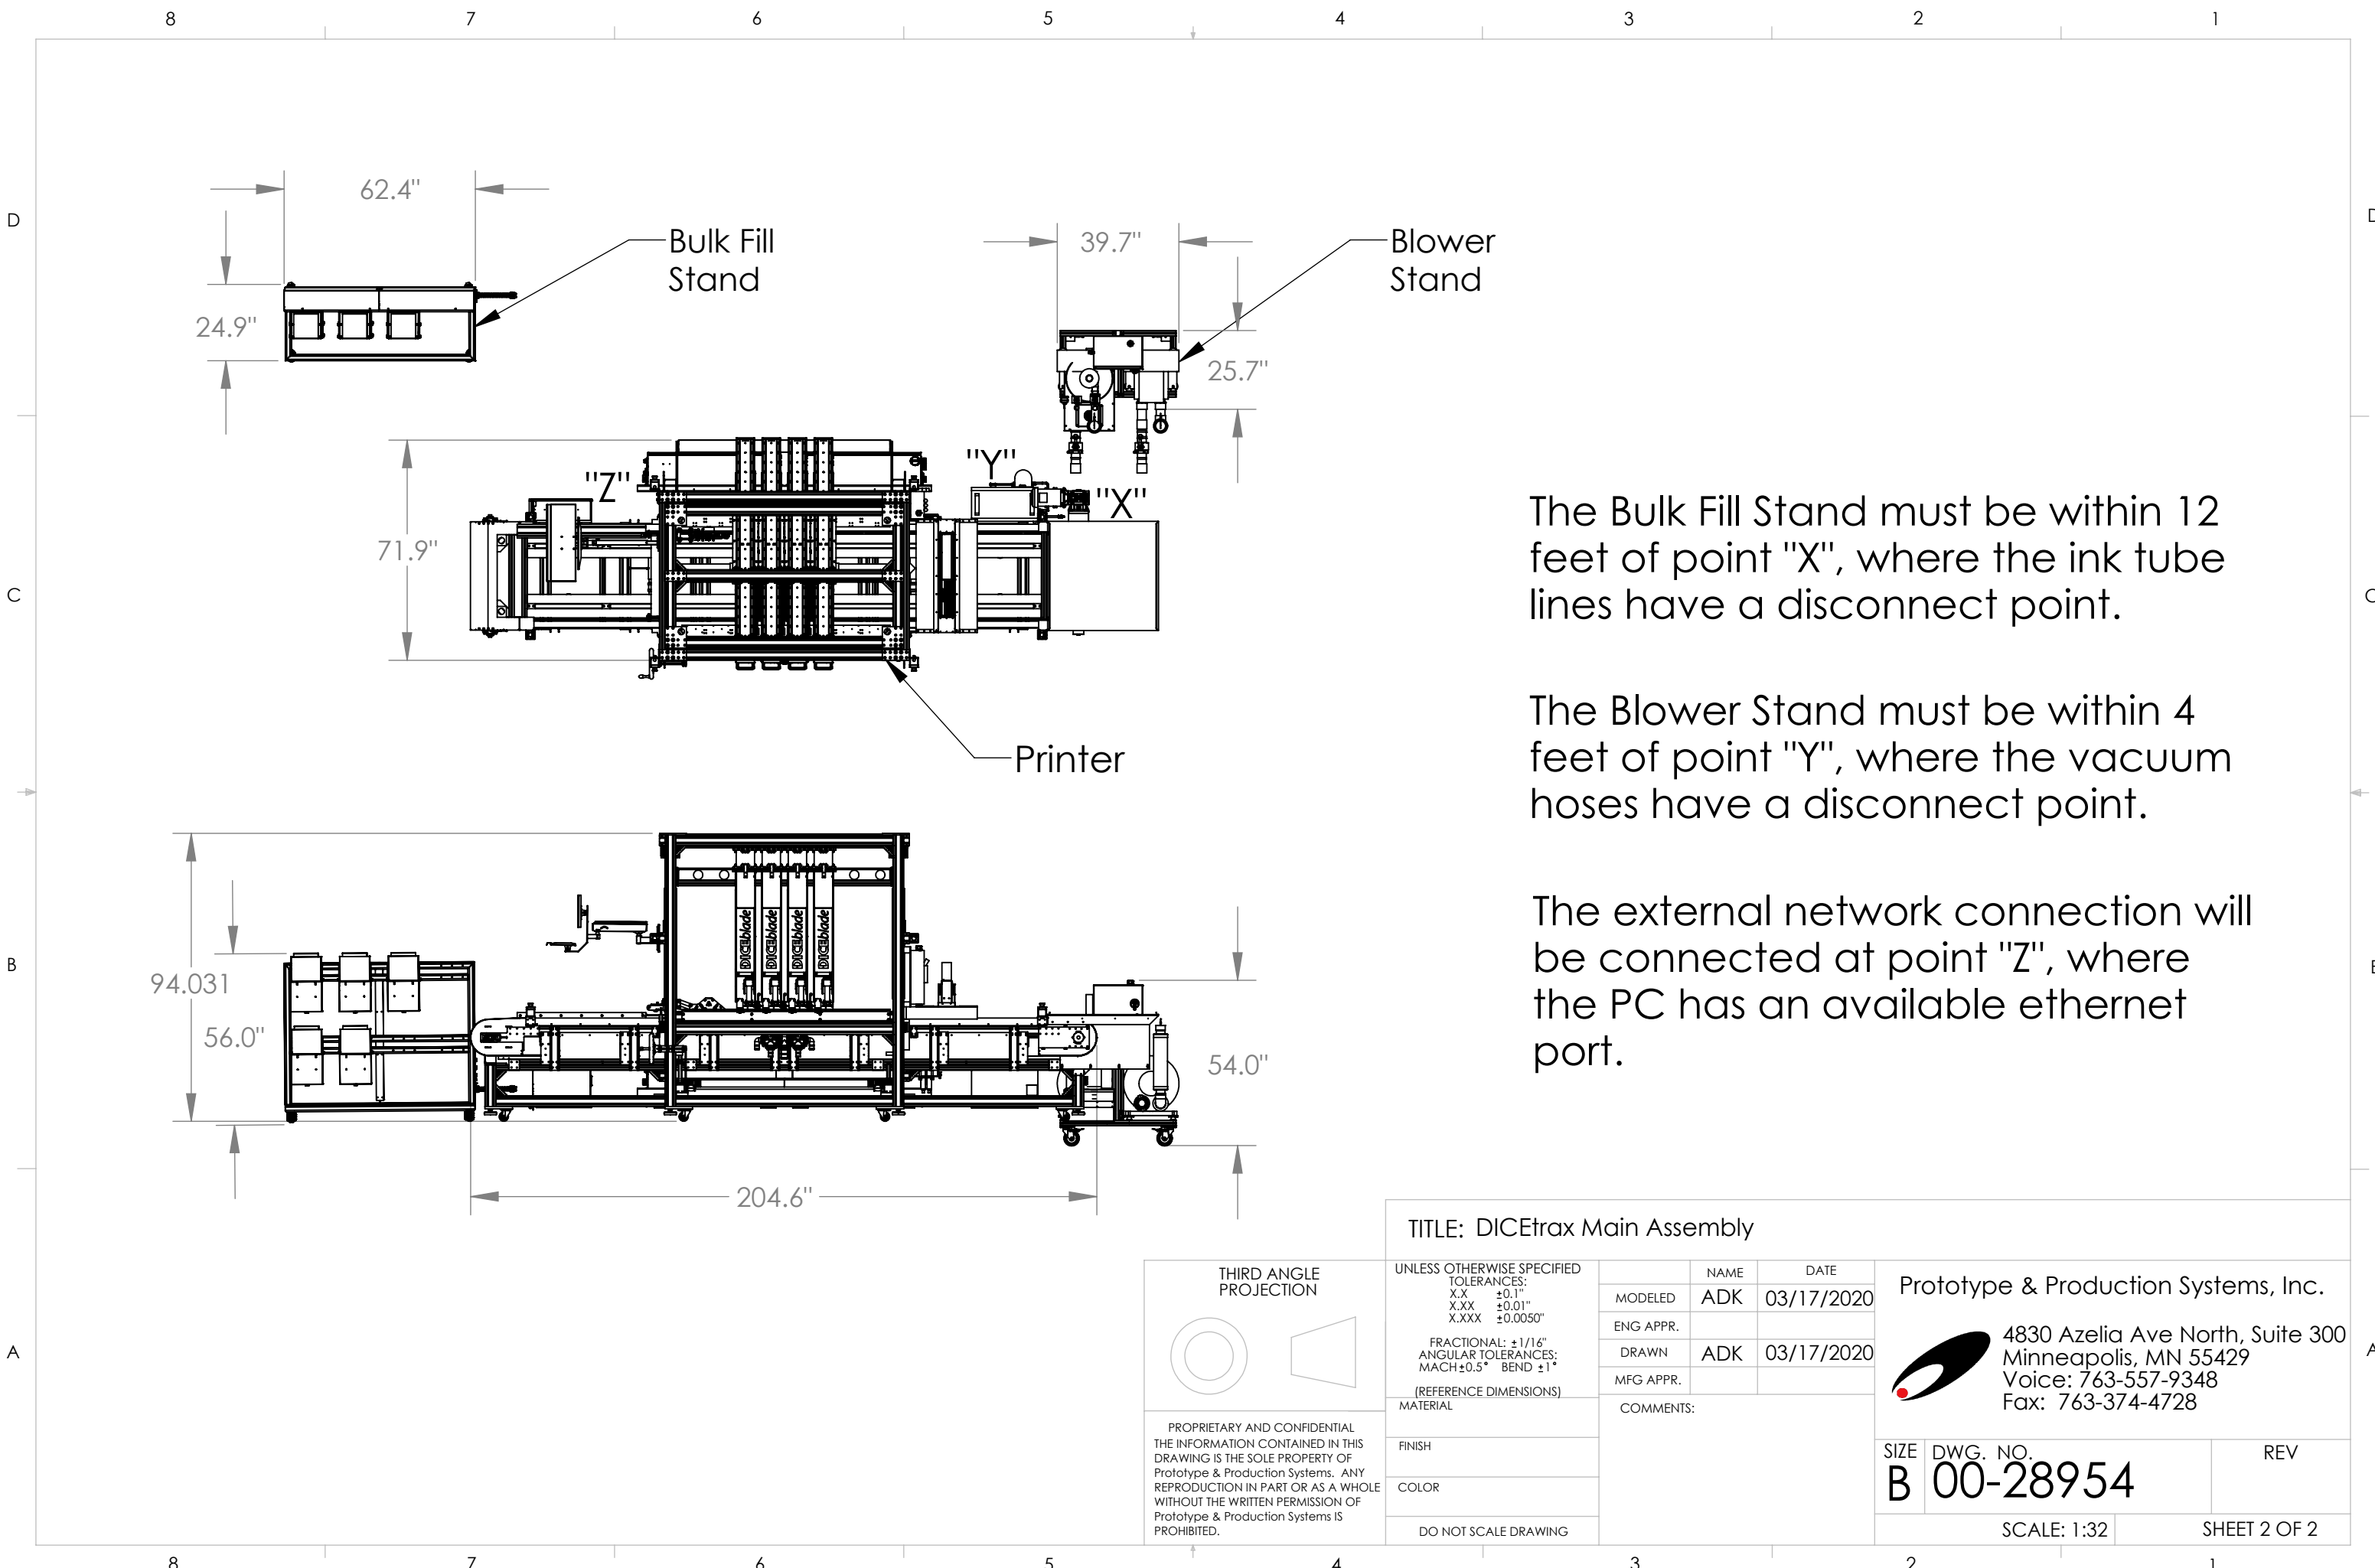 8 7 6 5 4 3 2 1
D
C
B
A
62.4"
24.9"
Bulk Fill
Stand
39.7"
25.7"
Blower
Stand
71.9"
"Z"
"Y"
"X"
Printer
The Bulk Fill Stand must be within 12
feet of point "X", where the ink tube
lines have a disconnect point.
The Blower Stand must be within 4
feet of point "Y", where the vacuum
hoses have a disconnect point.
The external network connection will
be connected at point "Z", where
the PC has an available ethernet
port.
94.031
56.0"
DICEblade
DICEblade
DICEblade
DICEblade
54.0"
204.6"
TITLE: DICEtrax Main Assembly
THIRD ANGLE
PROJECTION
PROPRIETARY AND CONFIDENTIAL
THE INFORMATION CONTAINED IN THIS
DRAWING IS THE SOLE PROPERTY OF
Prototype & Production Systems. ANY
REPRODUCTION IN PART OR AS A WHOLE
WITHOUT THE WRITTEN PERMISSION OF
Prototype & Production Systems IS
PROHIBITED.
UNLESS OTHERWISE SPECIFIED
TOLERANCES:
X.X ±0.1"
X.XX ±0.01"
X.XXX ±0.0050"
FRACTIONAL: ±1/16"
ANGULAR TOLERANCES:
MACH±0.5° BEND ±1°
(REFERENCE DIMENSIONS)
MATERIAL
FINISH
COLOR
DO NOT SCALE DRAWING
NAME DATE
MODELED ADK 03/17/2020
ENG APPR.
DRAWN ADK 03/17/2020
MFG APPR.
COMMENTS:
Prototype & Production Systems, Inc.
4830 Azelia Ave North, Suite 300
Minneapolis, MN 55429
Voice: 763-557-9348
Fax: 763-374-4728
SIZE DWG. NO. REV
B 00-28954
SCALE: 1:32 SHEET 2 OF 2
8 7 6 5 4 3 2 1